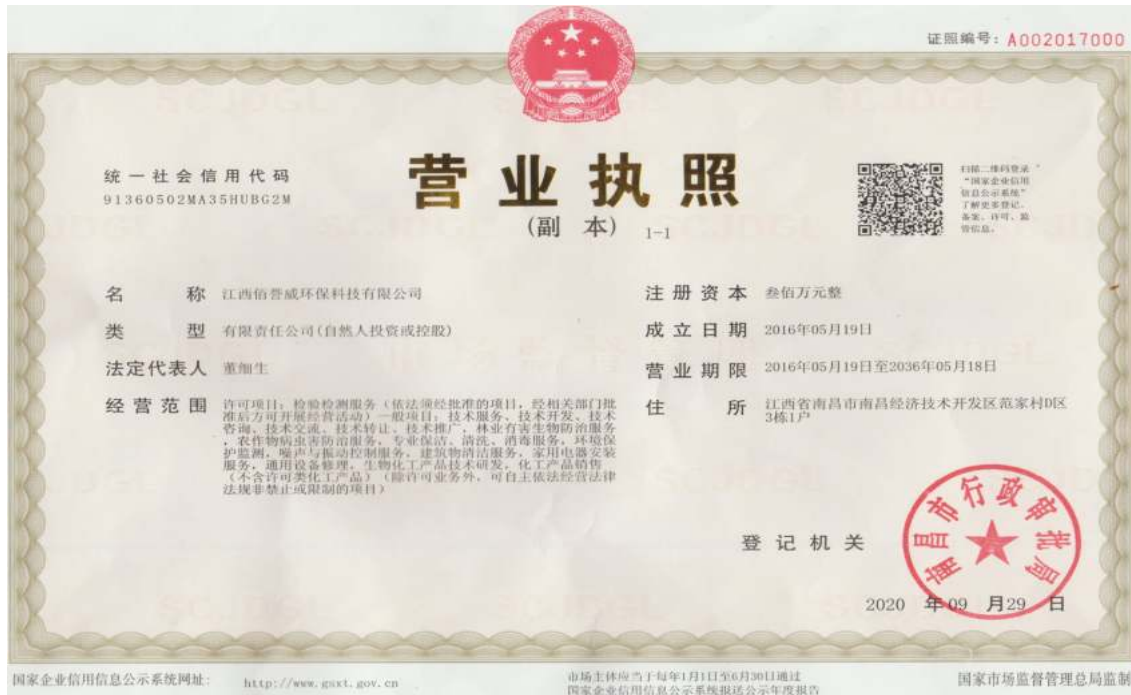 证照编号：A002017000
统一社会信用代码
91360502MA35HUBG2M
营业执照
（副 本） 1-1
扫描二维码登录
“国家企业信用
信息公示系统”
了解更多登记、
备案、许可、监
管信息。
名 称 江西佰誉威环保科技有限公司
类 型 有限责任公司(自然人投资或控股)
法定代表人 董细生
经营范围 许可项目：检验检测服务（依法须经批准的项目，经相关部门批
准后方可开展经营活动）一般项目：技术服务、技术开发、技术
咨询、技术交流、技术转让、技术推广，林业有害生物防治服务
，农作物病虫害防治服务，专业保洁、清洗、消毒服务，环境保
护监测，噪声与振动控制服务，建筑物清洁服务，家用电器安装
服务，通用设备修理，生物化工产品技术研发，化工产品销售
（不含许可类化工产品）（除许可业务外，可自主依法经营法律
法规非禁止或限制的项目）
注册资本 叁佰万元整
成立日期 2016年05月19日
营业期限 2016年05月19日至2036年05月18日
住 所 江西省南昌市南昌经济技术开发区范家村D区
3栋1户
登记机关
南昌市行政审批局
2020 年 09 月 29 日
国家企业信用信息公示系统网址：
http://www.gsxt.gov.cn
市场主体应当于每年1月1日至6月30日通过
国家企业信用信息公示系统报送公示年度报告
国家市场监督管理总局监制